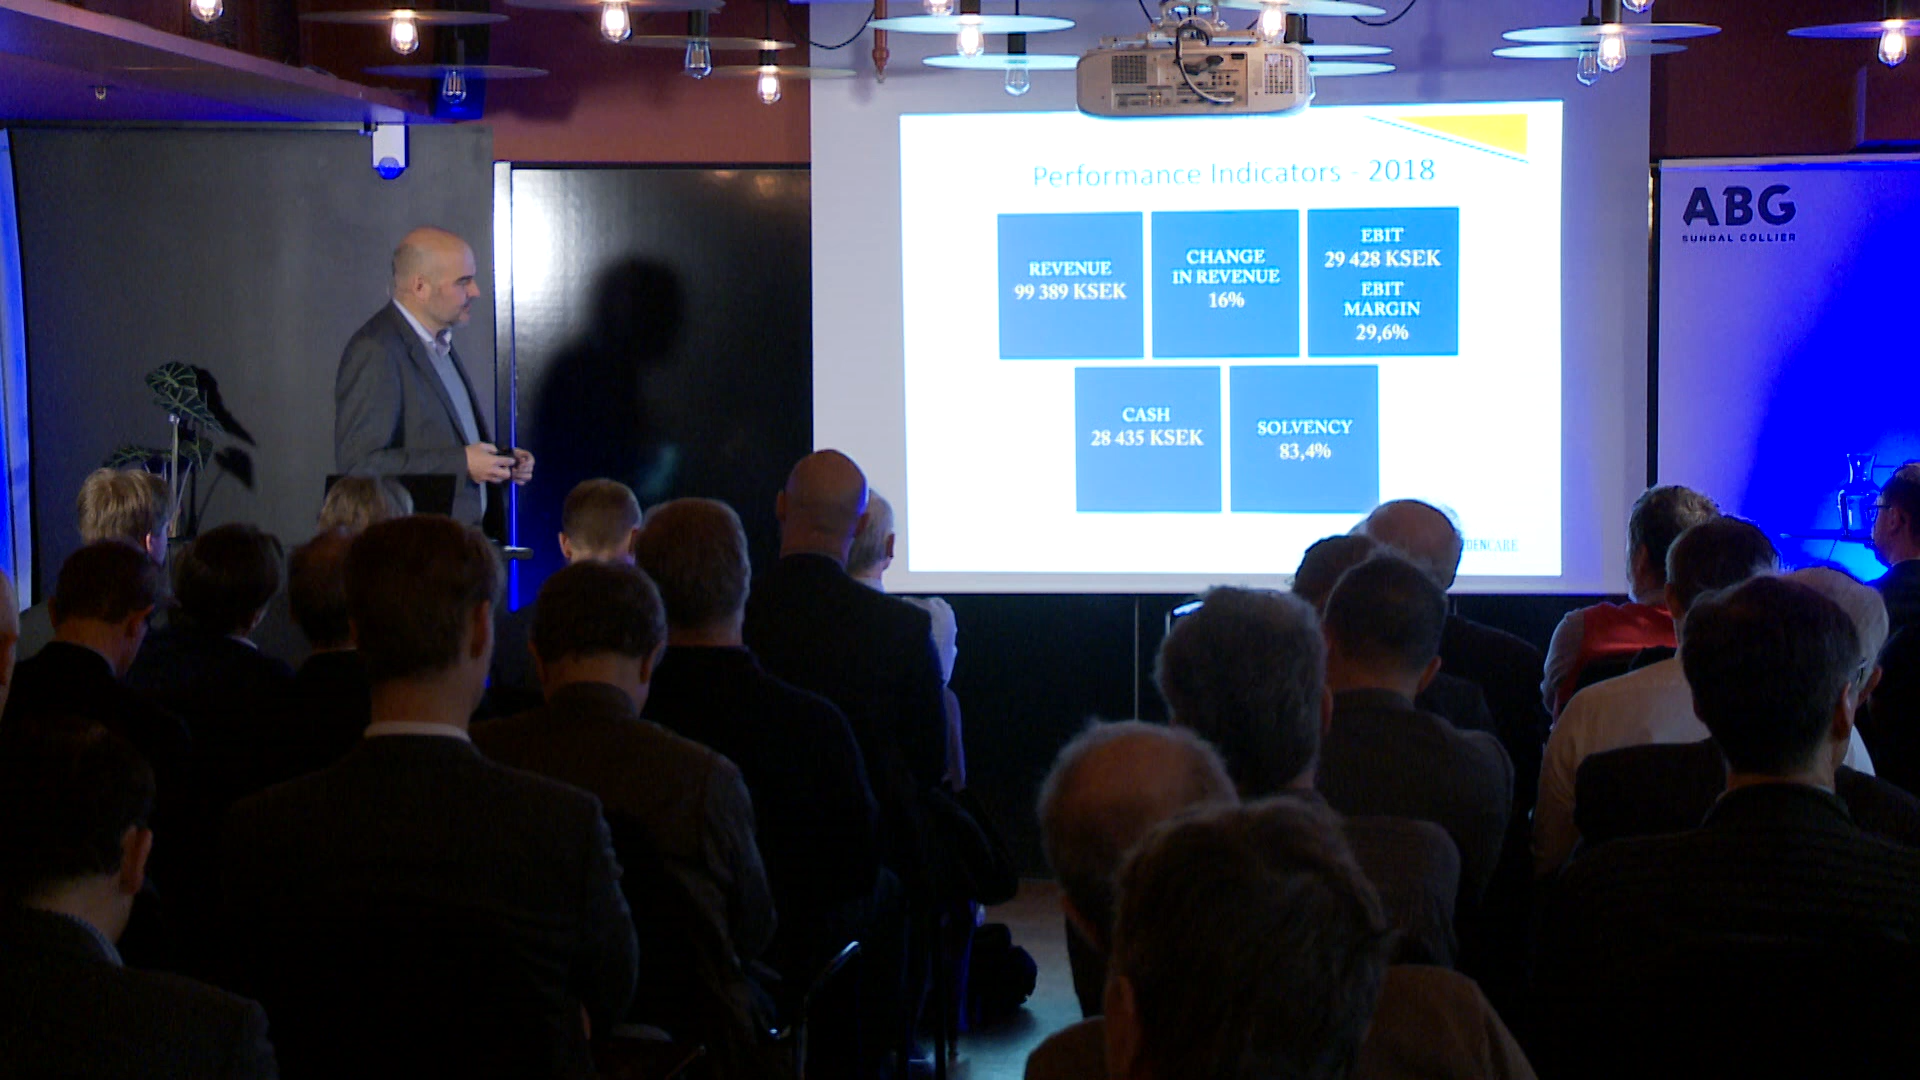 Performance Indicators - 2018
REVENUE
99 389 KSEK
CHANGE
IN REVENUE
16%
EBIT
29 428 KSEK
EBIT
MARGIN
29,6%
CASH
28 435 KSEK
SOLVENCY
83,4%
DENCARE
ABG
SUNDAL COLLIER